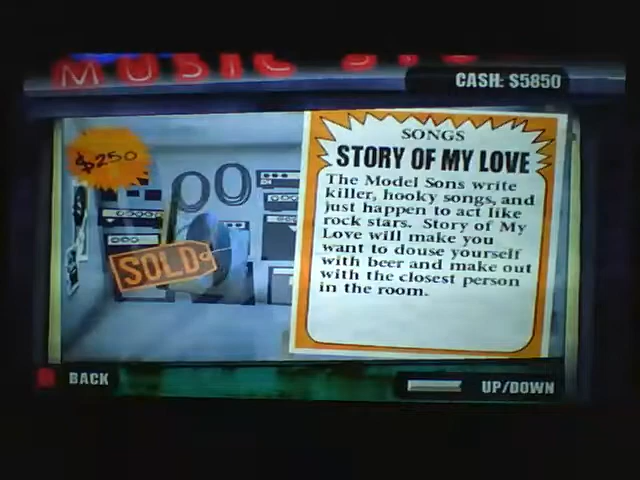 MUSIC STO
CASH: $5850
$250
SONGS
STORY OF MY LOVE
The Model Sons write
killer, hooky songs, and
just happen to act like
rock stars. Story of My
Love will make you
want to douse yourself
with beer and make out
with the closest person
in the room.
SOLD
BACK
UP/DOWN